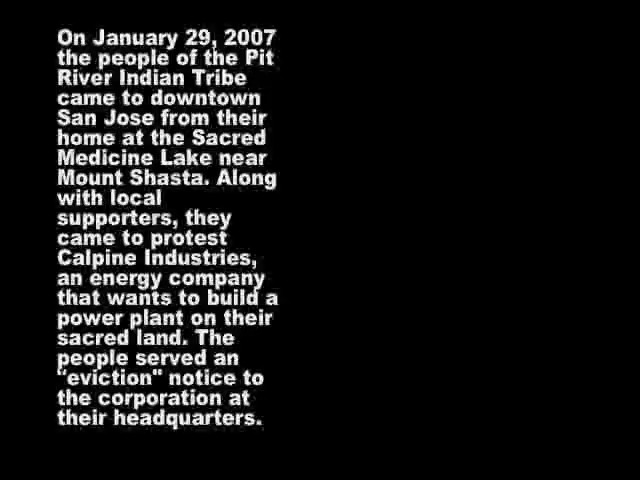 On January 29, 2007
the people of the Pit
River Indian Tribe
came to downtown
San Jose from their
home at the Sacred
Medicine Lake near
Mount Shasta. Along
with local
supporters, they
came to protest
Calpine Industries,
an energy company
that wants to build a
power plant on their
sacred land. The
people served an
“eviction" notice to
the corporation at
their headquarters.